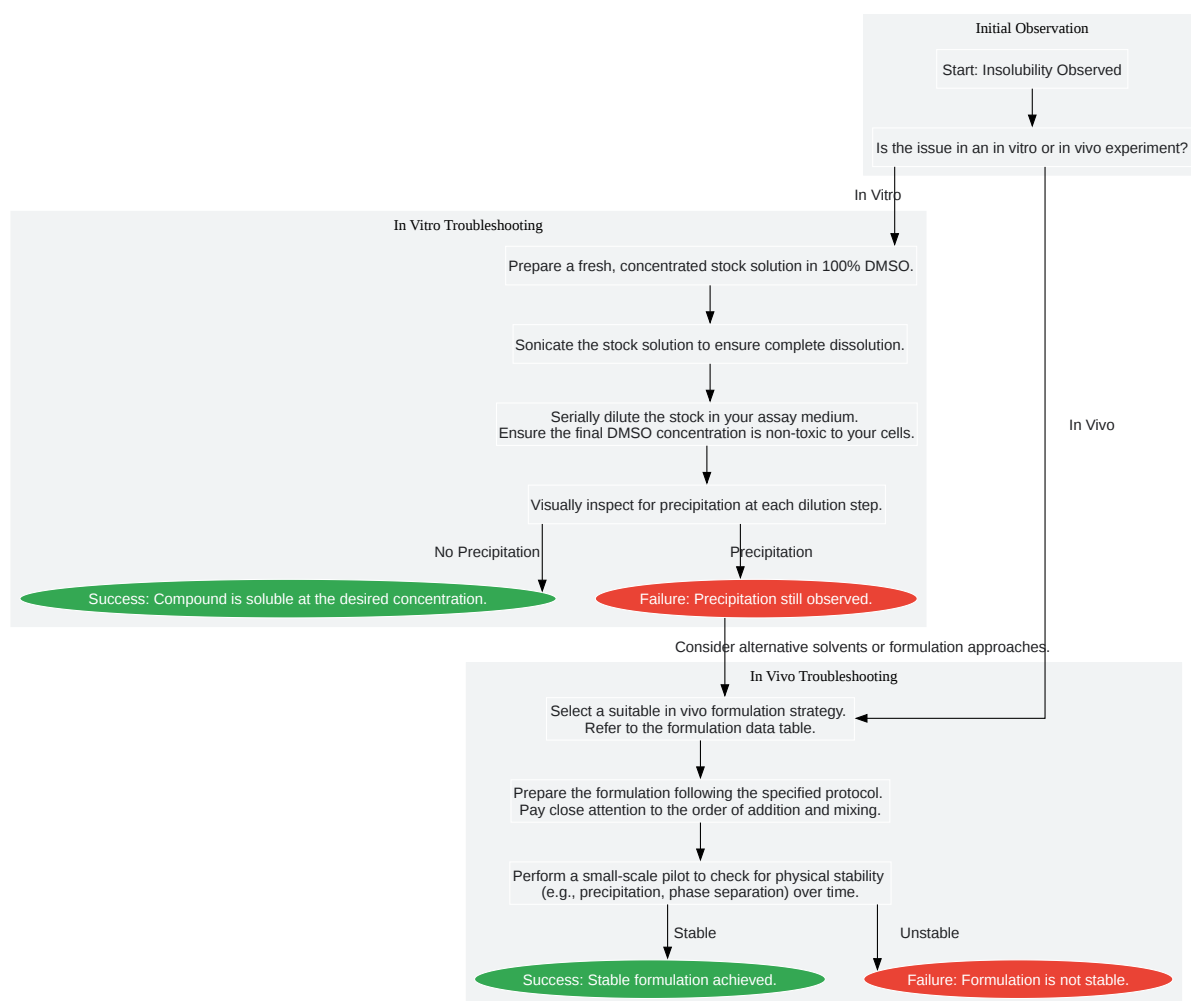 Initial Observation
Start: Insolubility Observed
Is the issue in an in vitro or in vivo experiment?
In Vitro
In Vitro Troubleshooting
Prepare a fresh, concentrated stock solution in 100% DMSO.
Sonicate the stock solution to ensure complete dissolution.
Serially dilute the stock in your assay medium.
Ensure the final DMSO concentration is non-toxic to your cells.
In Vivo
Visually inspect for precipitation at each dilution step.
No Precipitation
Precipitation
Success: Compound is soluble at the desired concentration.
Failure: Precipitation still observed.
Consider alternative solvents or formulation approaches.
In Vivo Troubleshooting
Select a suitable in vivo formulation strategy.
Refer to the formulation data table.
Prepare the formulation following the specified protocol.
Pay close attention to the order of addition and mixing.
Perform a small-scale pilot to check for physical stability
(e.g., precipitation, phase separation) over time.
Stable
Unstable
Success: Stable formulation achieved.
Failure: Formulation is not stable.